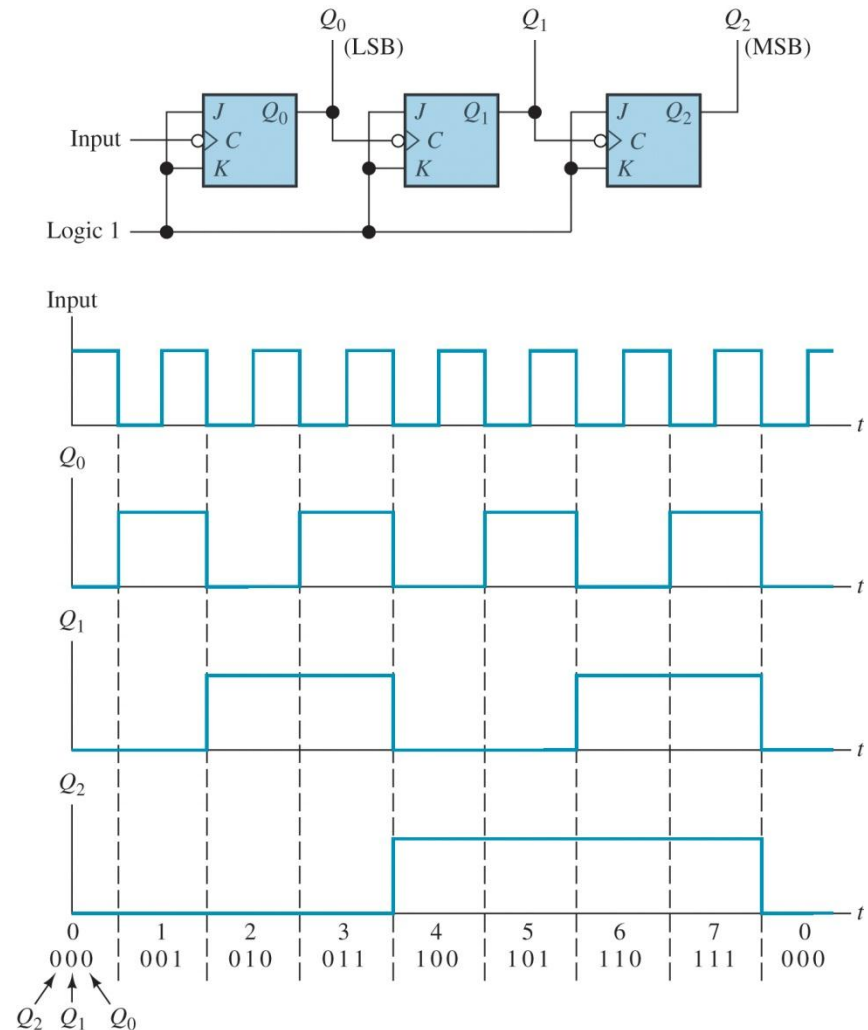 Q0 Q1 Q2
(LSB) (MSB)
J Q0 J Q1 J Q2
Input C C C
K K K
Logic 1
Input
t
Q0
t
Q1
t
Q2
t
0 1 2 3 4 5 6 7 0
000 001 010 011 100 101 110 111 000
Q2 Q1 Q0